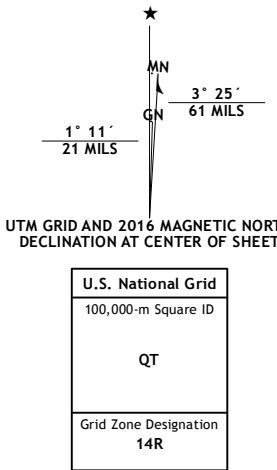 ★
MN
GN
3° 25´
61 MILS
1° 11´
21 MILS
UTM GRID AND 2016 MAGNETIC NORT
DECLINATION AT CENTER OF SHEET
U.S. National Grid
100,000-m Square ID
QT
Grid Zone Designation
14R